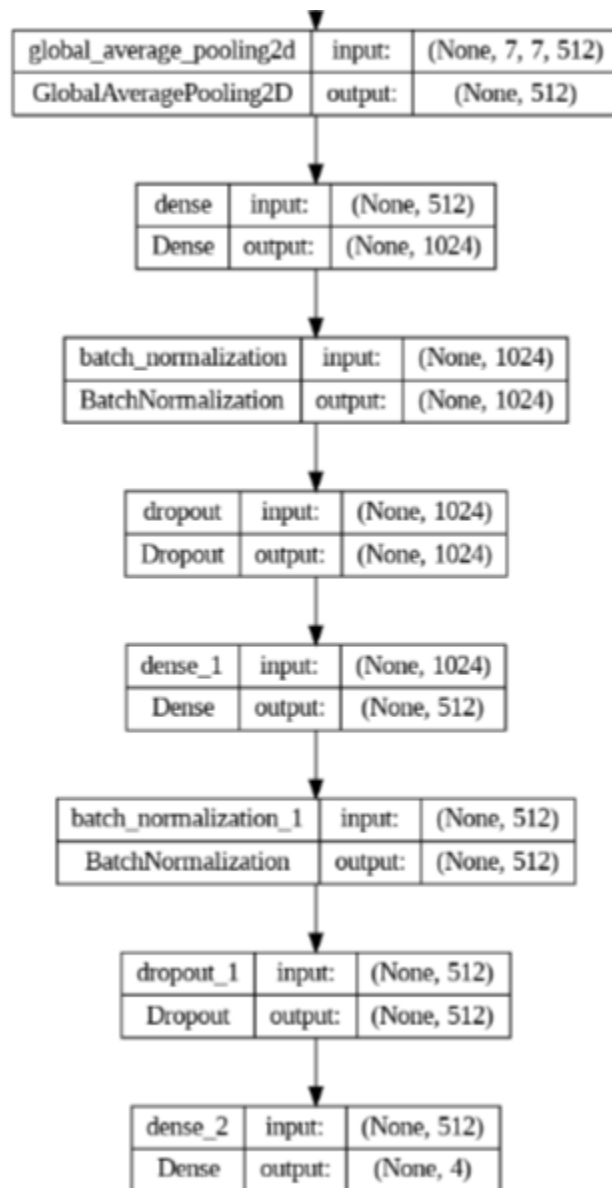 global_average_pooling2d input: (None, 7, 7, 512)
GlobalAveragePooling2D output: (None, 512)
dense input: (None, 512)
Dense output: (None, 1024)
batch_normalization input: (None, 1024)
BatchNormalization output: (None, 1024)
dropout input: (None, 1024)
Dropout output: (None, 1024)
dense_1 input: (None, 1024)
Dense output: (None, 512)
batch_normalization_1 input: (None, 512)
BatchNormalization output: (None, 512)
dropout_1 input: (None, 512)
Dropout output: (None, 512)
dense_2 input: (None, 512)
Dense output: (None, 4)